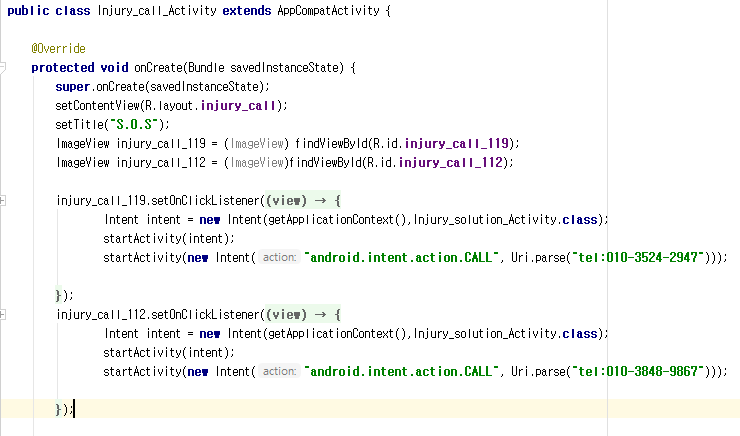 public class Injury_call_Activity extends AppCompatActivity {
@Override
protected void onCreate(Bundle savedInstanceState) {
super.onCreate(savedInstanceState);
setContentView(R.layout.injury_call);
setTitle("S.O.S");
ImageView injury_call_119 = (ImageView) findViewById(R.id.injury_call_119);
ImageView injury_call_112 = (ImageView)findViewById(R.id.injury_call_112);
injury_call_119.setOnClickListener((view) → {
Intent intent = new Intent(getApplicationContext(),Injury_solution_Activity.class);
startActivity(intent);
startActivity(new Intent( action: "android.intent.action.CALL", Uri.parse("tel:010-3524-2947")));
});
injury_call_112.setOnClickListener((view) → {
Intent intent = new Intent(getApplicationContext(),Injury_solution_Activity.class);
startActivity(intent);
startActivity(new Intent( action: "android.intent.action.CALL", Uri.parse("tel:010-3848-9867")));
});